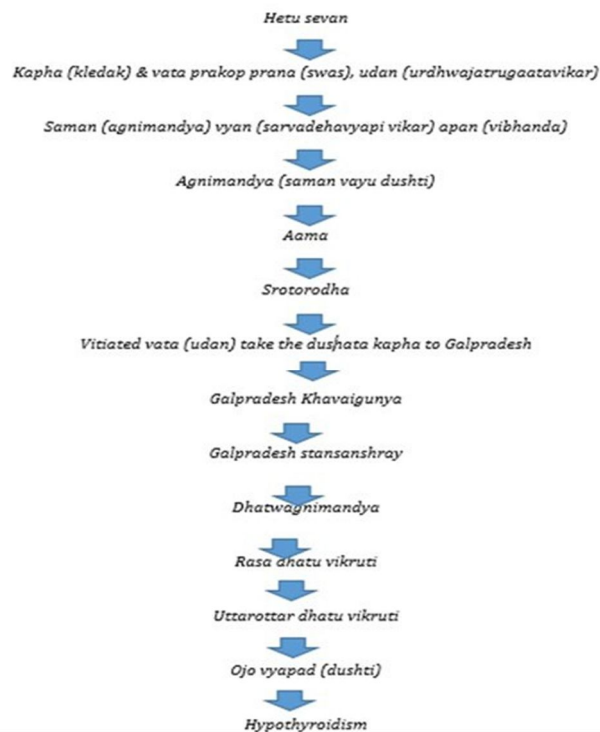 Hetu sevan
Kapha (kledak) & vata prakop prana (swas), udan (urdhwajatrugaatavikar)
Saman (agnimandya) vyan (sarvadehavyapi vikar) apan (vibhanda)
Agnimandya (saman vayu dushti)
Aama
Srotorodha
Vitiated vata (udan) take the dushata kapha to Galpradesh
Galpradesh Khavaigunya
Galpradesh stansanshray
Dhatwagnimandya
Rasa dhatu vikruti
Uttarottar dhatu vikruti
Ojo vyapad (dushti)
Hypothyroidism